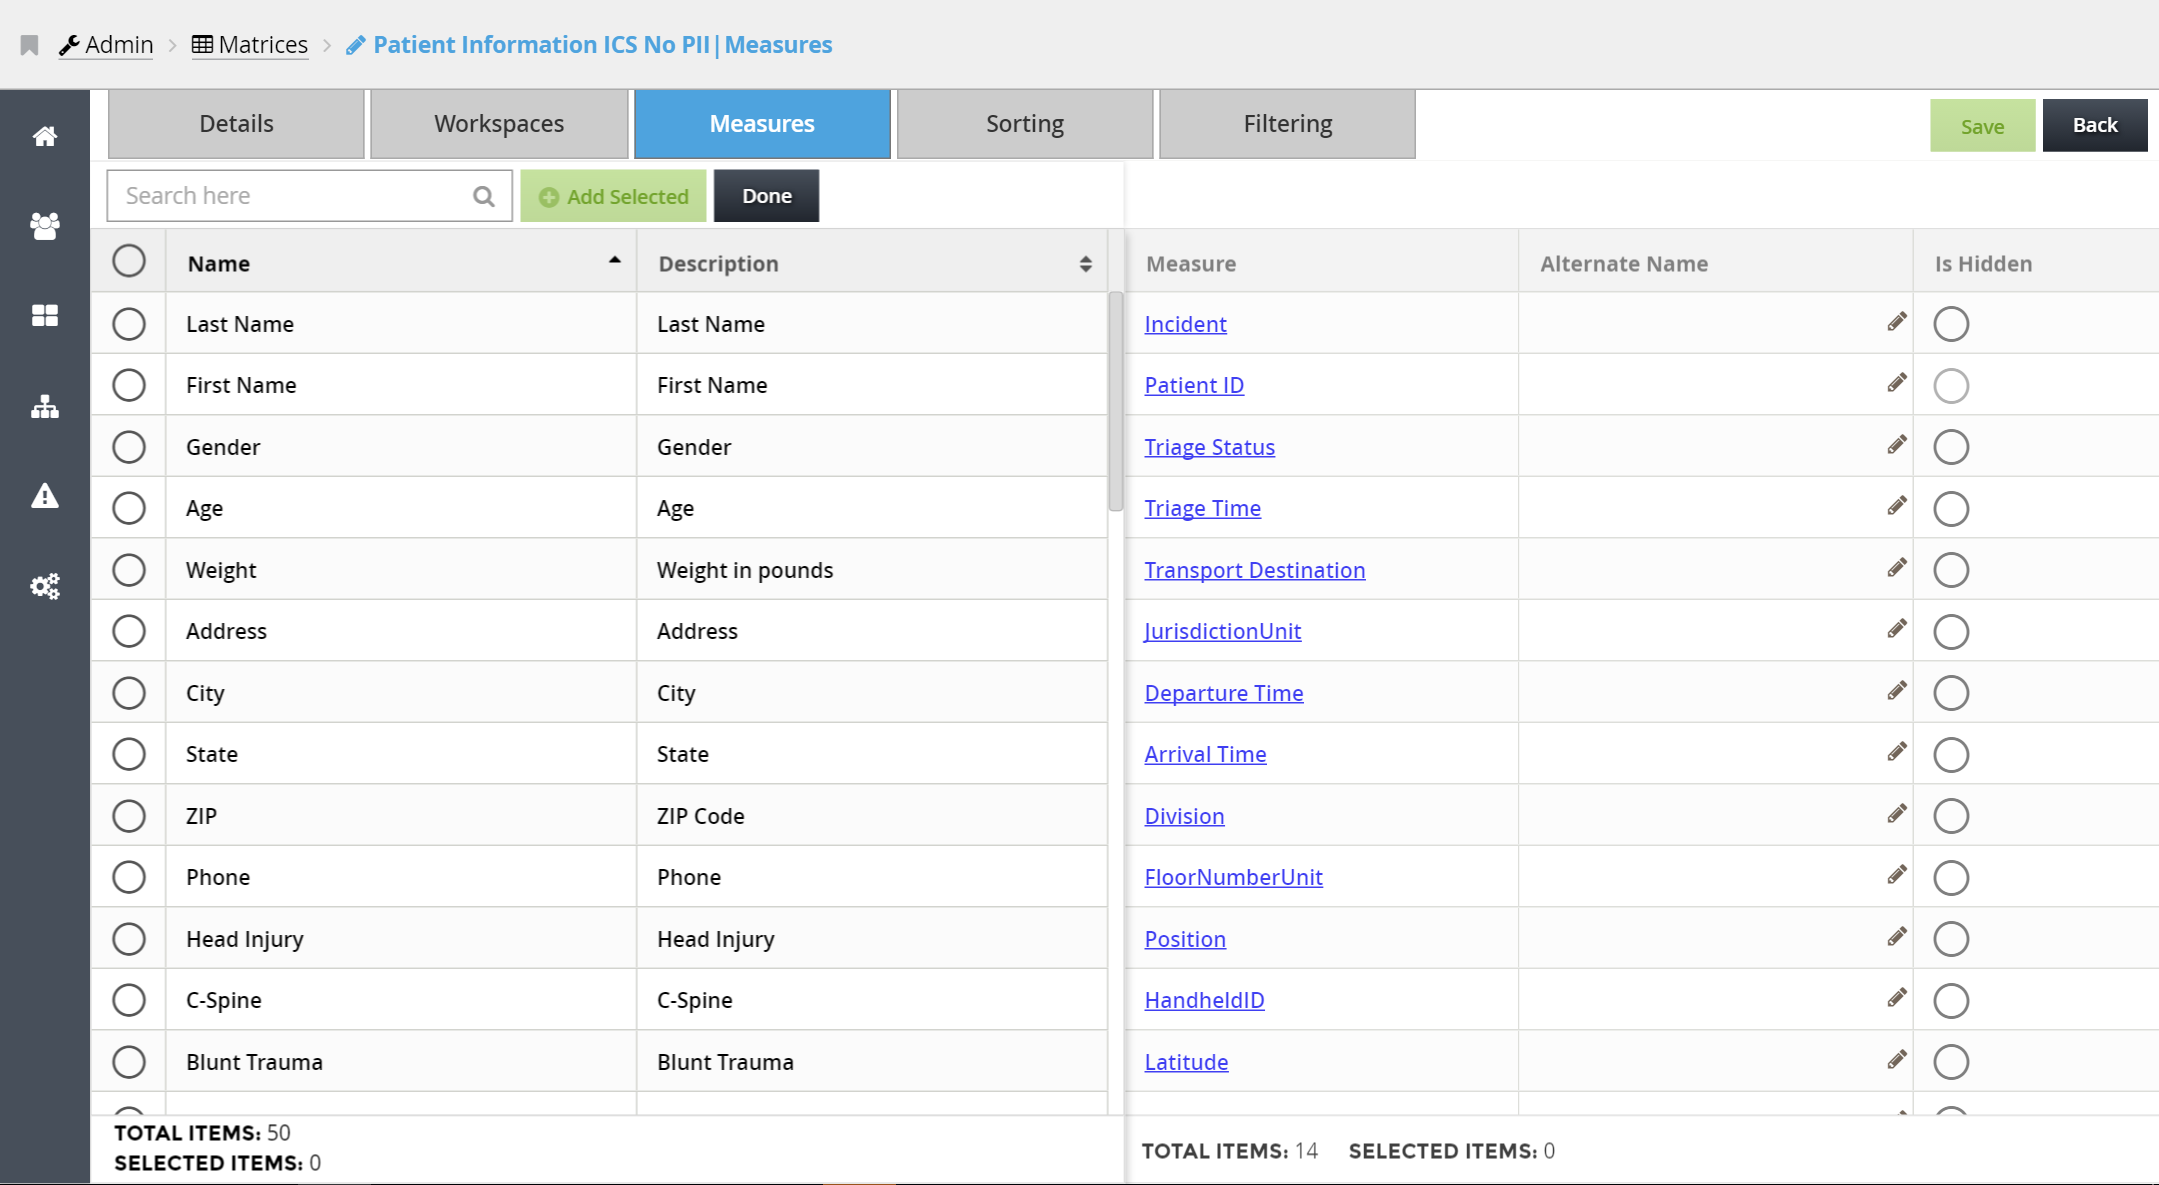 Admin > Matrices > Patient Information ICS No PII|Measures
Details Workspaces Measures Sorting Filtering Save Back
Search here Add Selected Done
Name Description Measure Alternate Name Is Hidden
Last Name Last Name Incident
First Name First Name Patient ID
Gender Gender Triage Status
Age Age Triage Time
Weight Weight in pounds Transport Destination
Address Address JurisdictionUnit
City City Departure Time
State State Arrival Time
ZIP ZIP Code Division
Phone Phone FloorNumberUnit
Head Injury Head Injury Position
C-Spine C-Spine HandheldID
Blunt Trauma Blunt Trauma Latitude
TOTAL ITEMS: 50
SELECTED ITEMS: 0
TOTAL ITEMS: 14 SELECTED ITEMS: 0